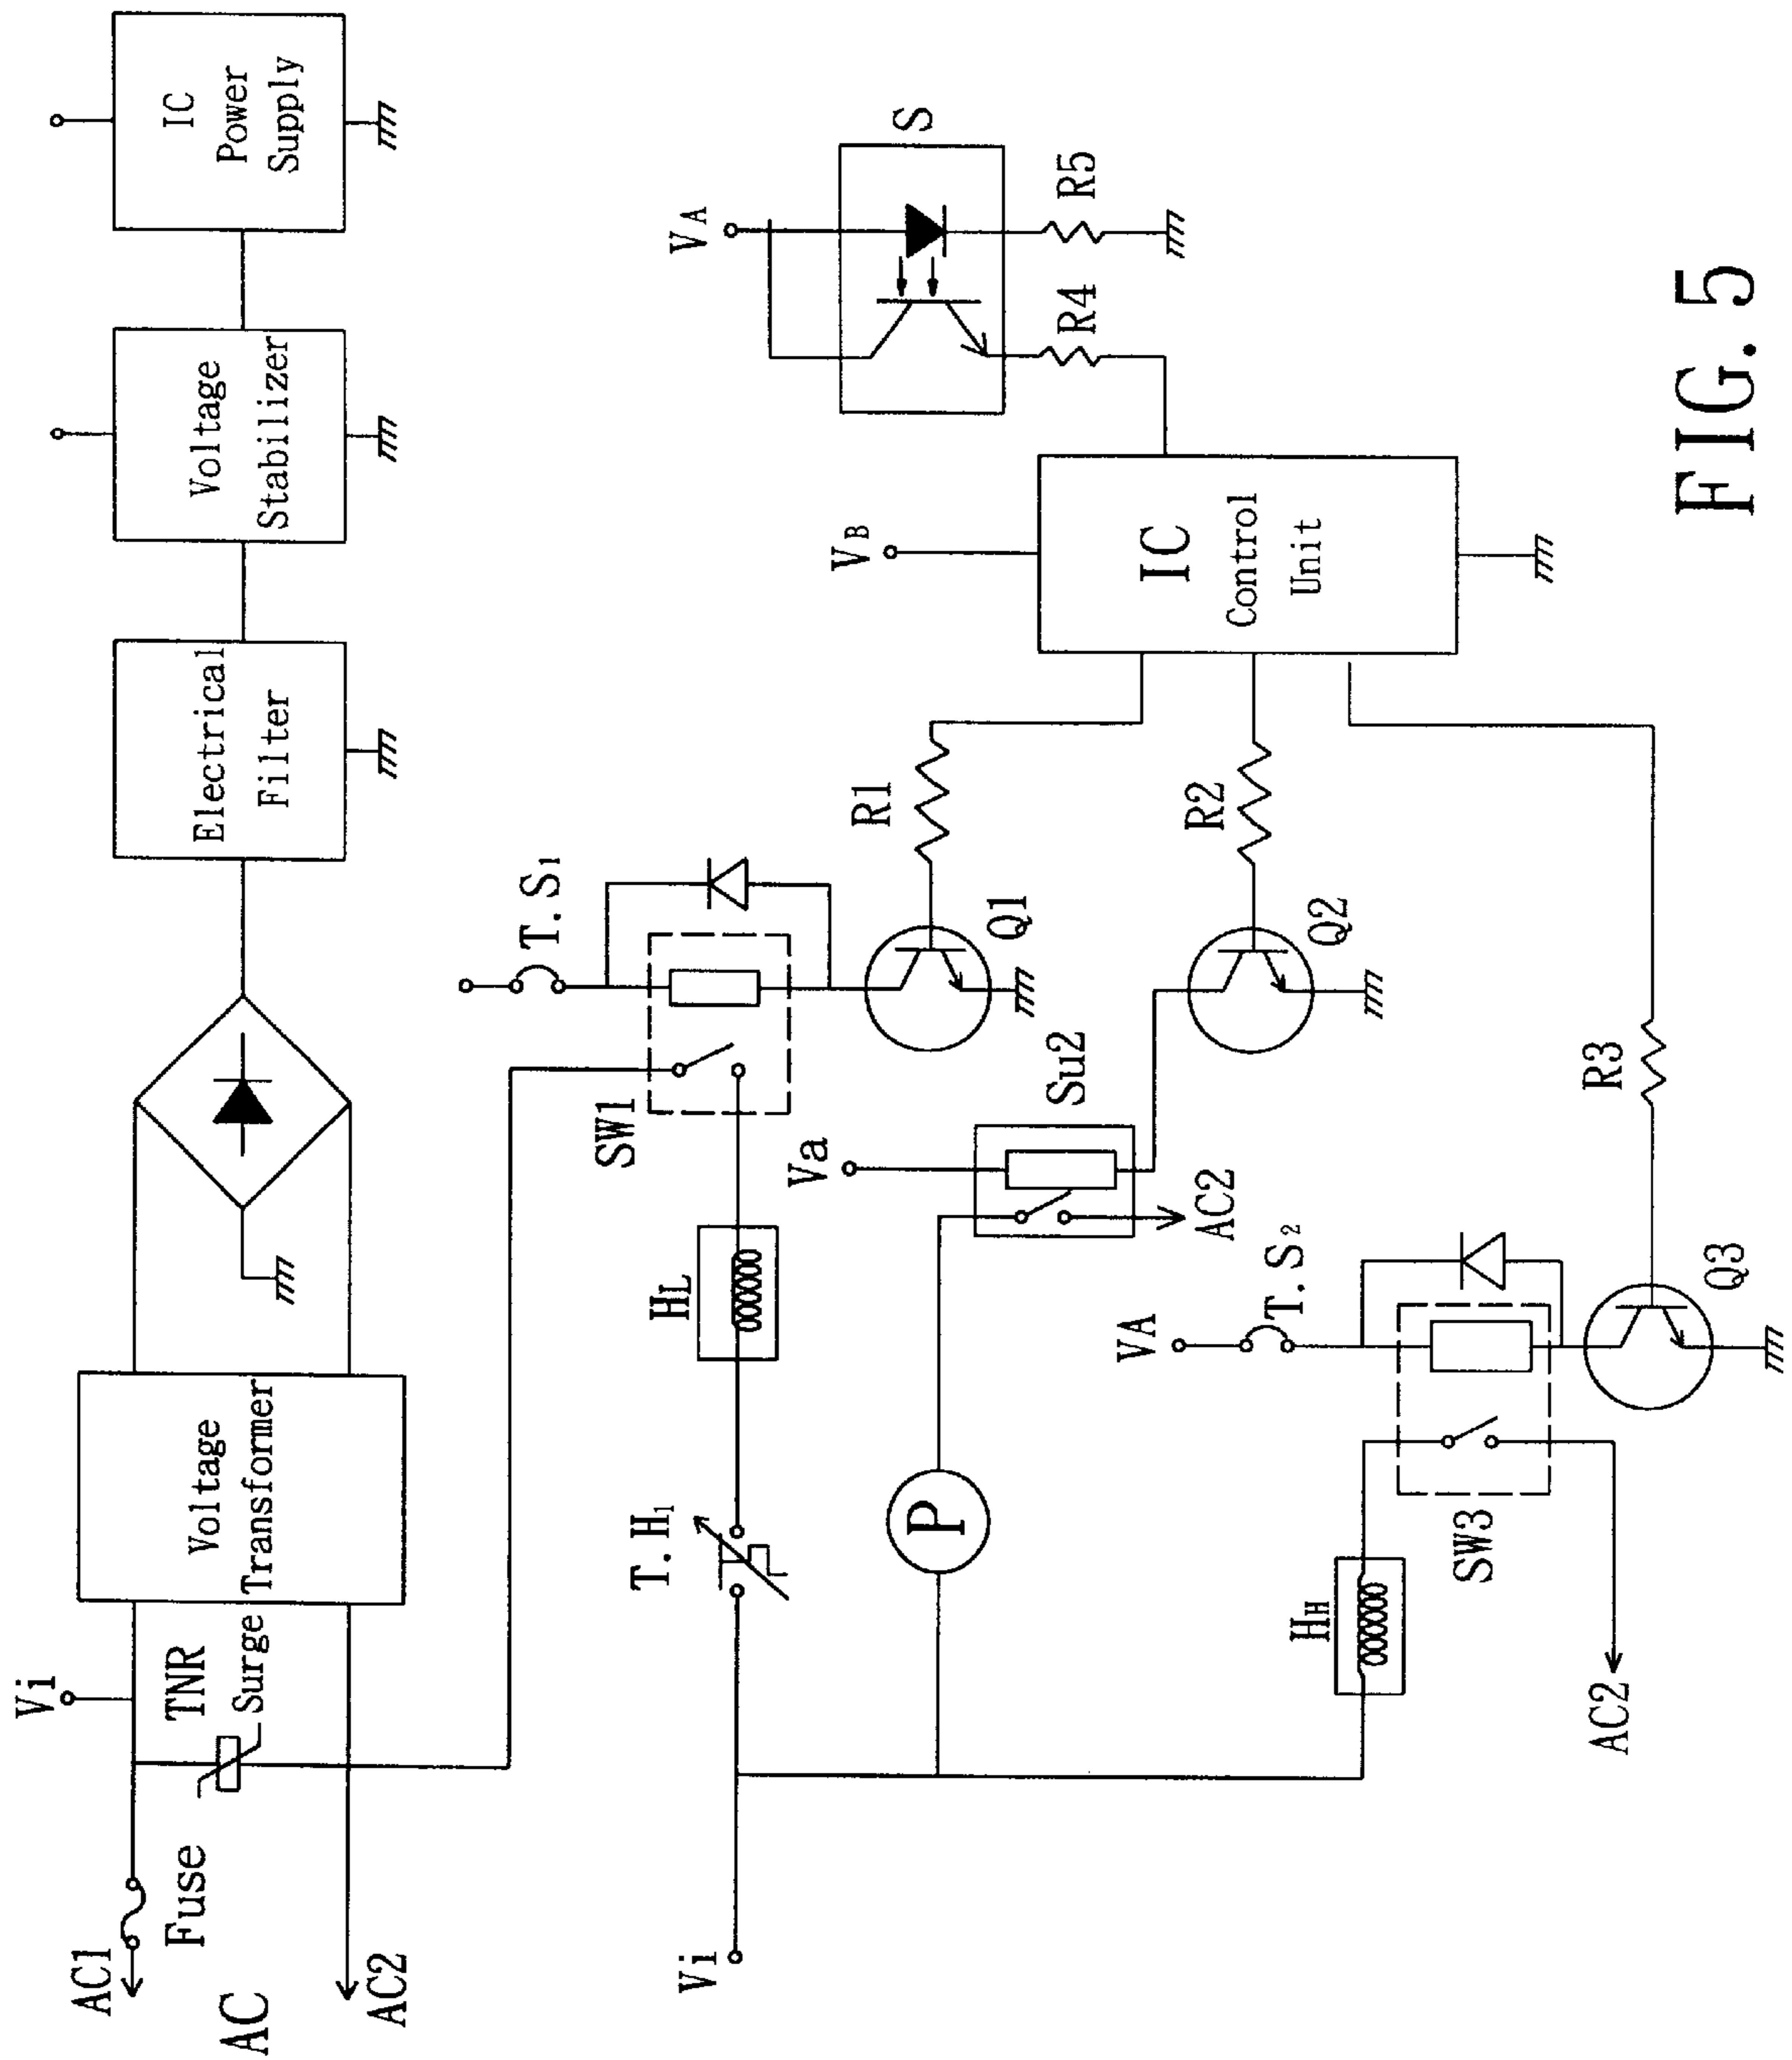 AC1
Fuse
AC
AC2
Vi
TNR
Surge
Voltage
Transformer
Electrical
Filter
Voltage
Stabilizer
IC
Power
Supply
T.S1
SW1
HL
T.H1
Vi
R1
Q1
Va
Su2
AC2
P
R2
Q2
VA
T.S2
SW3
HH
AC2
R3
Q3
VB
IC
Control
Unit
VA
S
R4
R5
FIG. 5